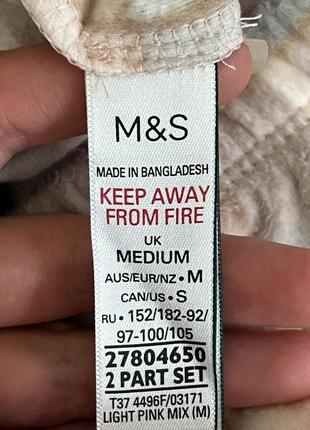 M&S
MADE IN BANGLADESH
KEEP AWAY
FROM FIRE
UK
MEDIUM
AUS/EUR/NZ • M
CAN/US • S
RU • 152/182-92/
97-100/105
27804650
2 PART SET
T37 4496F/03171
LIGHT PINK MIX (M)